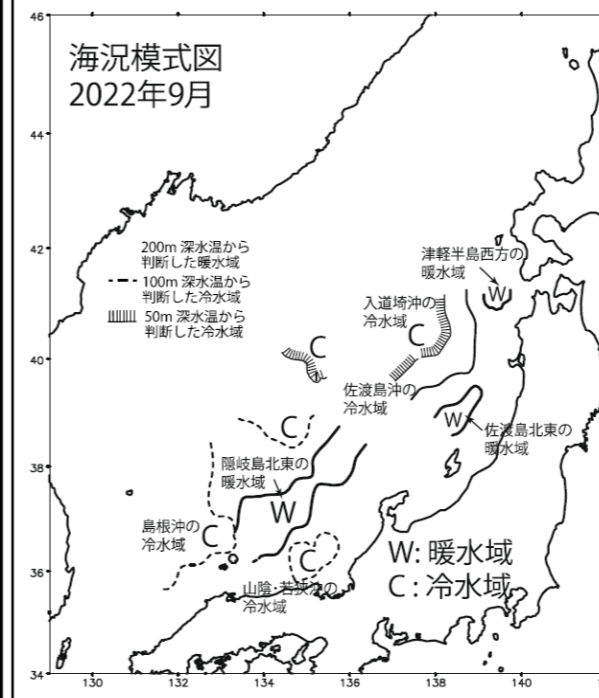 46
海況模式図
2022年9月
44
42
200m 深水温から
判断した暖水域
100m 深水温から
判断した冷水域
50m 深水温から
判断した冷水域
津軽半島西方の
暖水域
W
入道埼沖の
冷水域
C
C
40
佐渡島沖の
冷水域
W
佐渡島北東の
暖水域
C
38
隠岐島北東の
暖水域
W
島根沖の
冷水域
C
C
W: 暖水域
C : 冷水域
36
山陰・若狭沖の
冷水域
34
130
132
134
136
138
140